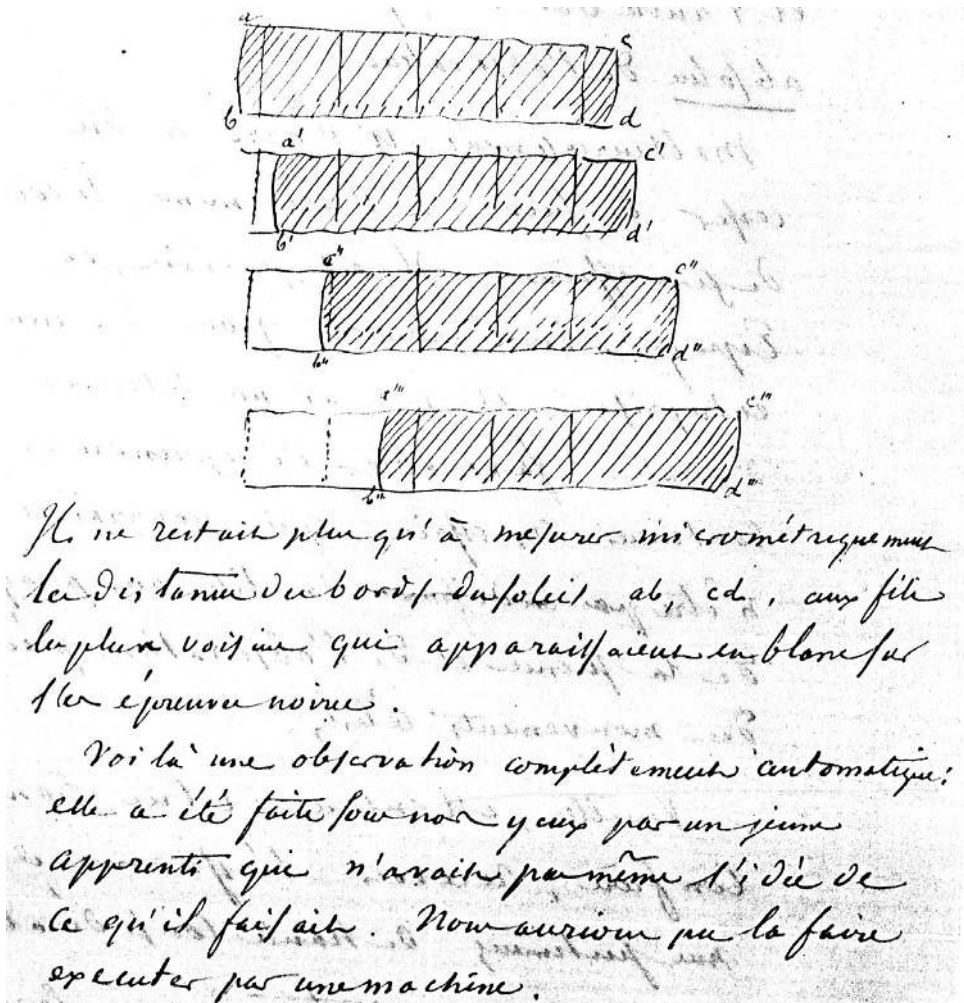 a c
b d
a' c'
b' d'
a" c"
b" d"
a''' c'''
b''' d'''
Il ne restait plus qu'à mesurer micrométriquement
les distances des bords du soleil ab, cd, aux fils
les plus voisins qui apparaissaient en blanc sur
les épreuves noires.
Voilà une observation complètement automatique:
elle a été faite sous nos yeux par un jeune
apprenti qui n'avait pas même l'idée de
ce qu'il faisait. Nous aurions pu la faire
executer par une machine.